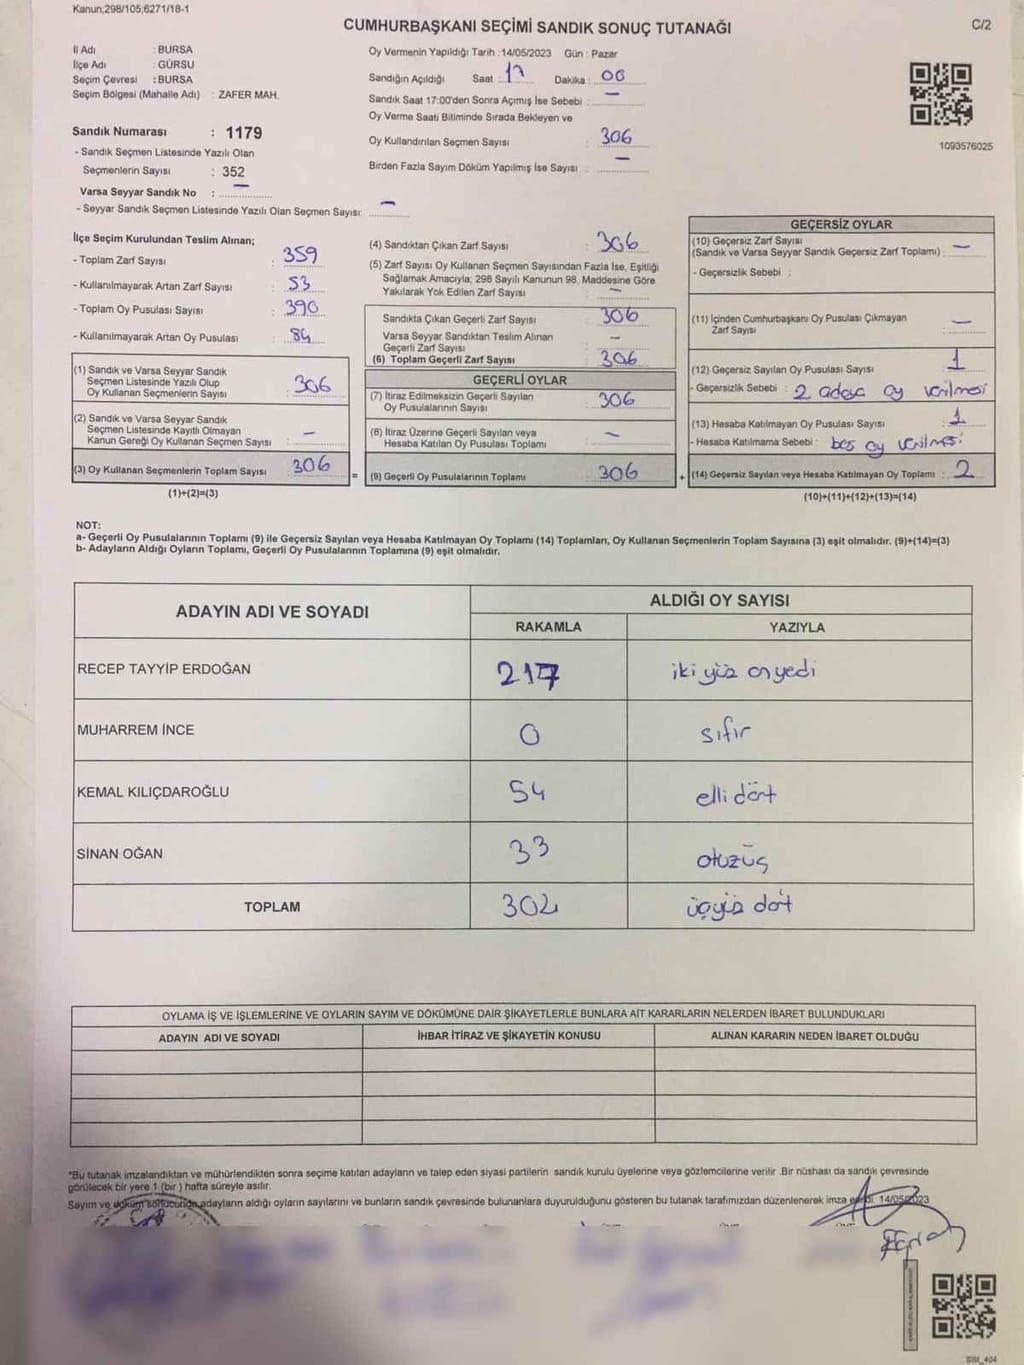 Kanun;298/105;6271/18-1
CUMHURBAŞKANI SEÇİMİ SANDIK SONUÇ TUTANAĞI
C/2
İl Adı : BURSA
İlçe Adı : GÜRSU
Seçim Çevresi : BURSA
Seçim Bölgesi (Mahalle Adı) : ZAFER MAH.
Sandık Numarası : 1179
- Sandık Seçmen Listesinde Yazılı Olan
Seçmenlerin Sayısı : 352
Varsa Seyyar Sandık No : —
- Seyyar Sandık Seçmen Listesinde Yazılı Olan Seçmen Sayısı: —
Oy Vermenin Yapıldığı Tarih : 14/05/2023 Gün : Pazar
Sandığın Açıldığı Saat : 17 Dakika : 00
Sandık Saat 17:00'den Sonra Açımış İse Sebebi : —
Oy Verme Saati Bitiminde Sırada Bekleyen ve
Oy Kullandırılan Seçmen Sayısı : 306
Birden Fazla Sayım Döküm Yapılmış İse Sayısı : —
1093576025
İlçe Seçim Kurulundan Teslim Alınan;
- Toplam Zarf Sayısı : 359
- Kullanılmayarak Artan Zarf Sayısı : 53
- Toplam Oy Pusulası Sayısı : 390
- Kullanılmayarak Artan Oy Pusulası : 84
(1) Sandık ve Varsa Seyyar Sandık
Seçmen Listesinde Yazılı Olup
Oy Kullanan Seçmenlerin Sayısı : 306
(2) Sandık ve Varsa Seyyar Sandık
Seçmen Listesinde Kayıtlı Olmayan
Kanun Gereği Oy Kullanan Seçmen Sayısı : —
(3) Oy Kullanan Seçmenlerin Toplam Sayısı : 306
(1)+(2)=(3)
(4) Sandıktan Çıkan Zarf Sayısı : 306
(5) Zarf Sayısı Oy Kullanan Seçmen Sayısından Fazla İse, Eşitliği
Sağlamak Amacıyla; 298 Sayılı Kanunun 98. Maddesine Göre
Yakılarak Yok Edilen Zarf Sayısı : —
Sandıkta Çıkan Geçerli Zarf Sayısı : 306
Varsa Seyyar Sandıktan Teslim Alınan
Geçerli Zarf Sayısı : —
(6) Toplam Geçerli Zarf Sayısı : 306
GEÇERLİ OYLAR
(7) İtiraz Edilmeksizin Geçerli Sayılan
Oy Pusulalarının Sayısı : 306
(8) İtiraz Üzerine Geçerli Sayılan veya
Hesaba Katılan Oy Pusulası Toplamı : —
= (9) Geçerli Oy Pusulalarının Toplamı : 306
GEÇERSİZ OYLAR
(10) Geçersiz Zarf Sayısı
(Sandık ve Varsa Seyyar Sandık Geçersiz Zarf Toplamı) : —
- Geçersizlik Sebebi :
(11) İçinden Cumhurbaşkanı Oy Pusulası Çıkmayan
Zarf Sayısı : —
(12) Geçersiz Sayılan Oy Pusulası Sayısı : 1
- Geçersizlik Sebebi : 2 adaya oy verilmesi
(13) Hesaba Katılmayan Oy Pusulası Sayısı : 1
- Hesaba Katılmama Sebebi : boş oy verilmesi
+ (14) Geçersiz Sayılan veya Hesaba Katılmayan Oy Toplamı : 2
(10)+(11)+(12)+(13)=(14)
NOT:
a- Geçerli Oy Pusulalarının Toplamı (9) ile Geçersiz Sayılan veya Hesaba Katılmayan Oy Toplamı (14) Toplamları, Oy Kullanan Seçmenlerin Toplam Sayısına (3) eşit olmalıdır. (9)+(14)=(3)
b- Adayların Aldığı Oyların Toplamı, Geçerli Oy Pusulalarının Toplamına (9) eşit olmalıdır.
ADAYIN ADI VE SOYADI
ALDIĞI OY SAYISI
RAKAMLA YAZIYLA
RECEP TAYYİP ERDOĞAN 217 iki yüz onyedi
MUHARREM İNCE 0 sıfır
KEMAL KILIÇDAROĞLU 54 elli dört
SİNAN OĞAN 33 otuzüç
TOPLAM 304 üçyüz dört
OYLAMA İŞ VE İŞLEMLERİNE VE OYLARIN SAYIM VE DÖKÜMÜNE DAİR ŞİKAYETLERLE BUNLARA AİT KARARLARIN NELERDEN İBARET BULUNDUKLARI
ADAYIN ADI VE SOYADI İHBAR İTİRAZ VE ŞİKAYETİN KONUSU ALINAN KARARIN NEDEN İBARET OLDUĞU
*Bu tutanak imzalandıktan ve mühürlendikten sonra seçime katılan adayların ve talep eden siyasi partilerin sandık kurulu üyelerine veya gözlemcilerine verilir .Bir nüshası da sandık çevresinde
görülecek bir yere 1 (bir ) hafta süreyle asılır.
Sayım ve döküm sonucunda adayların aldığı oyların sayılarını ve bunların sandık çevresinde bulunanlara duyurulduğunu gösteren bu tutanak tarafımızdan düzenlenerek imza 14/05/2023